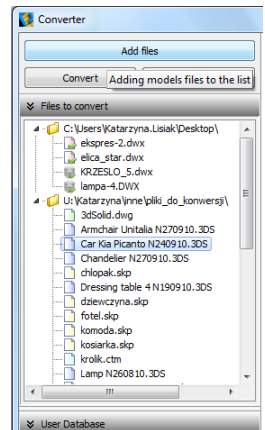 Converter
Add files
Convert
Adding models files to the list
Files to convert
C:\Users\Katarzyna.Lisiak\Desktop\
ekspres-2.dwx
elica_star.dwx
KRZESLO_5.dwx
lampa-4.DWX
U:\Katarzyna\inne\pliki_do_konwersji\
3dSolid.dwg
Armchair Unitalia N270910.3DS
Car Kia Picanto N240910.3DS
Chandelier N270910.3DS
chlopak.skp
Dressing table 4 N190910.3DS
dziewczyna.skp
fotel.skp
komoda.skp
kosiarka.skp
krolik.ctm
Lamp N260810.3DS
User Database